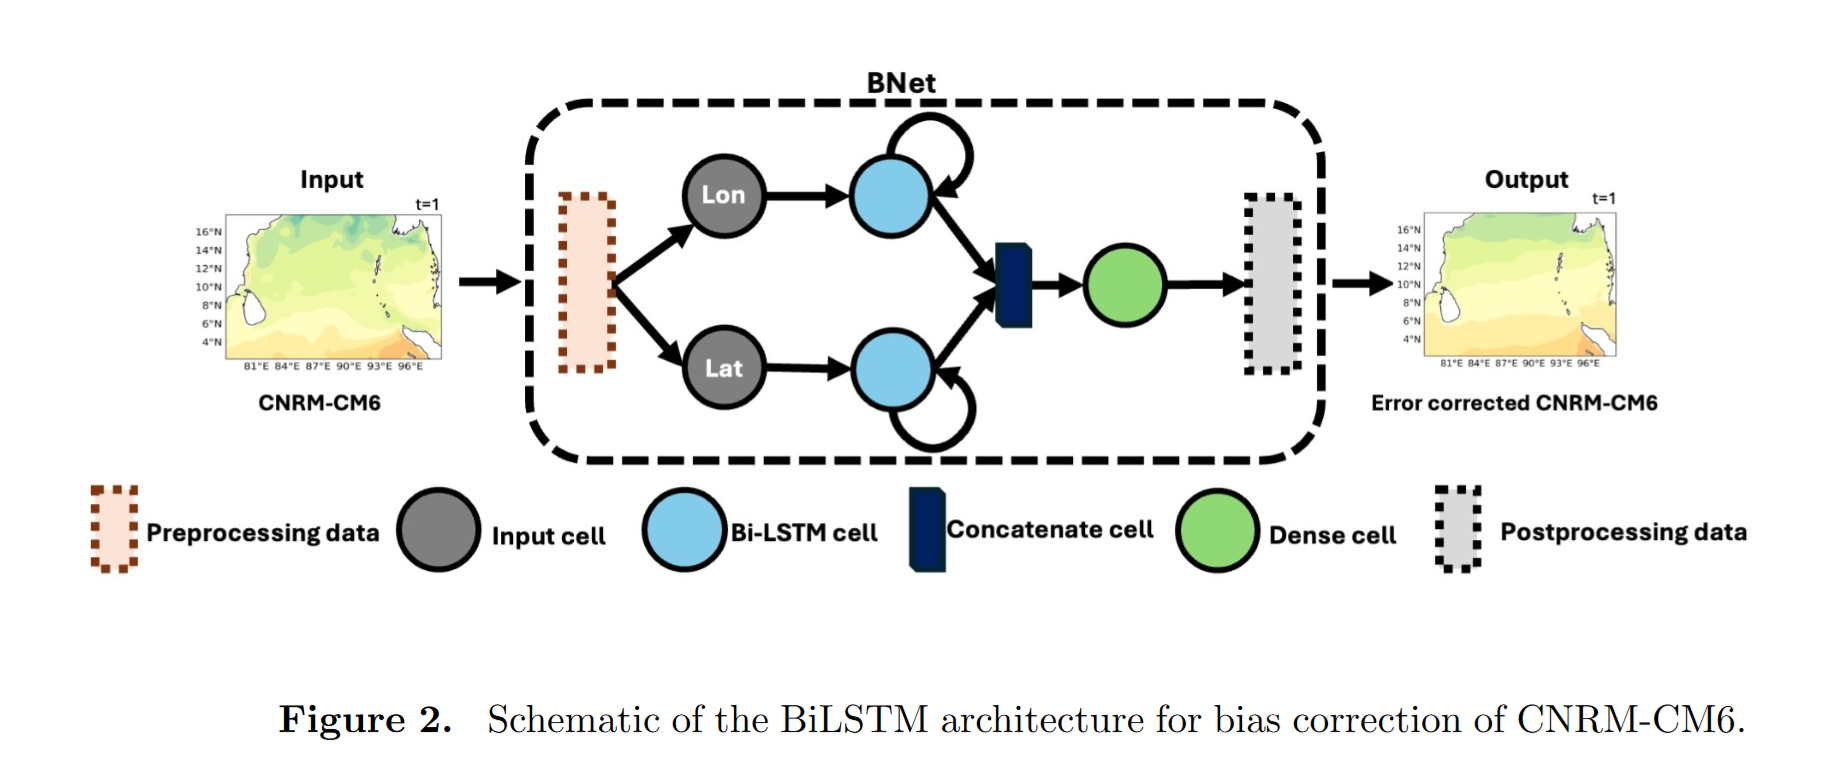 BNet
Input
t=1
16°N
14°N
12°N
10°N
8°N
6°N
4°N
81°E 84°E 87°E 90°E 93°E 96°E
CNRM-CM6
Lon
Lat
Output
t=1
16°N
14°N
12°N
10°N
8°N
6°N
4°N
81°E 84°E 87°E 90°E 93°E 96°E
Error corrected CNRM-CM6
Preprocessing data
Input cell
Bi-LSTM cell
Concatenate cell
Dense cell
Postprocessing data
Figure 2. Schematic of the BiLSTM architecture for bias correction of CNRM-CM6.